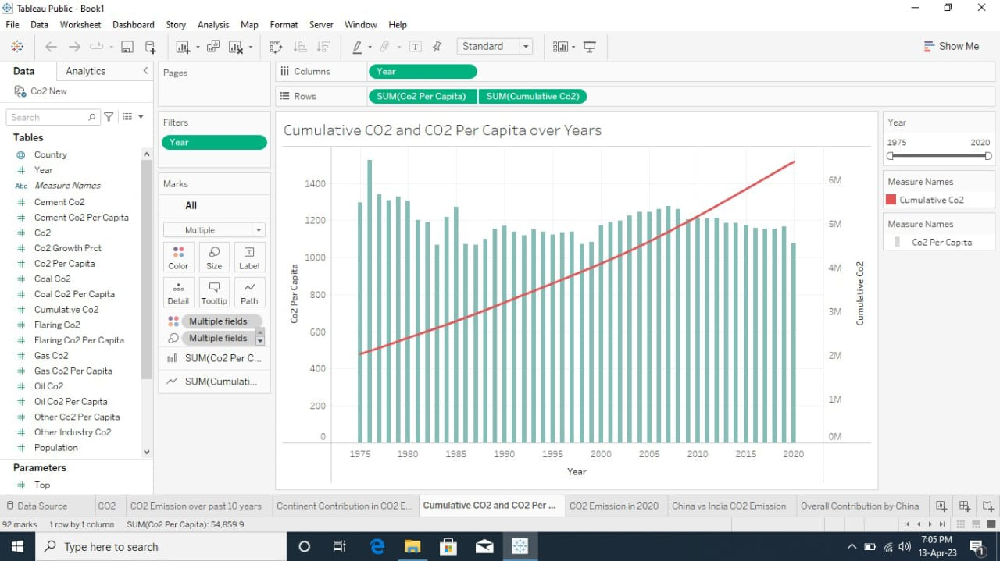 Tableau Public - Book1
File Data Worksheet Dashboard Story Analysis Map Format Server Window Help
Standard
Show Me
Data Analytics
Co2 New
Search
Tables
Country
Year
Abc Measure Names
Cement Co2
Cement Co2 Per Capita
Co2
Co2 Growth Prct
Co2 Per Capita
Coal Co2
Coal Co2 Per Capita
Cumulative Co2
Flaring Co2
Flaring Co2 Per Capita
Gas Co2
Gas Co2 Per Capita
Oil Co2
Oil Co2 Per Capita
Other Co2 Per Capita
Other Industry Co2
Population
Parameters
Top
Pages
Filters
Year
Marks
All
Multiple
Color Size Label
Detail Tooltip Path
Multiple fields
Multiple fields
SUM(Co2 Per C...
SUM(Cumulati...
Columns Year
Rows SUM(Co2 Per Capita) SUM(Cumulative Co2)
Cumulative CO2 and CO2 Per Capita over Years
Co2 Per Capita
1400
1200
1000
800
600
400
200
0
6M
5M
4M
3M
2M
1M
0M
Cumulative Co2
1975 1980 1985 1990 1995 2000 2005 2010 2015 2020
Year
Year
1975 2020
Measure Names
Cumulative Co2
Measure Names
Co2 Per Capita
Data Source CO2 CO2 Emission over past 10 years Continent Contribution in CO2 E... Cumulative CO2 and CO2 Per ... CO2 Emission in 2020 China vs India CO2 Emission Overall Contribution by China
92 marks 1 row by 1 column SUM(Co2 Per Capita): 54,859.9
Type here to search
7:05 PM
13-Apr-23
1